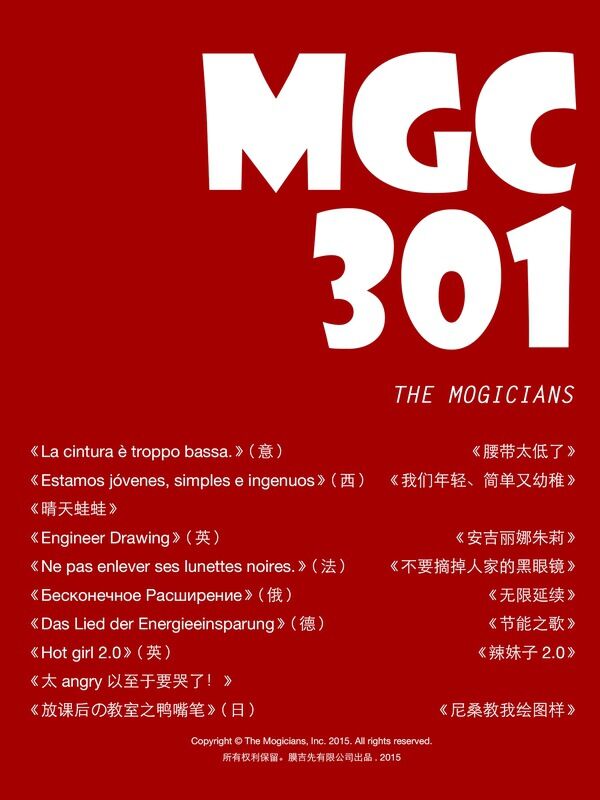 MGC
301
THE MOGICIANS
《La cintura è troppo bassa.》（意） 《腰带太低了》
《Estamos jóvenes, simples e ingenuos》（西） 《我们年轻、简单又幼稚》
《晴天蛙蛙》
《Engineer Drawing》（英） 《安吉丽娜朱莉》
《Ne pas enlever ses lunettes noires.》（法） 《不要摘掉人家的黑眼镜》
《Бесконечное Расширение》（俄） 《无限延续》
《Das Lied der Energieeinsparung》（德） 《节能之歌》
《Hot girl 2.0》（英） 《辣妹子 2.0》
《太 angry 以至于要哭了！》
《放课后の教室之鸭嘴笔》（日） 《尼桑教我绘图样》
Copyright © The Mogicians, Inc. 2015. All rights reserved.
所有权利保留。膜吉先有限公司出品 . 2015